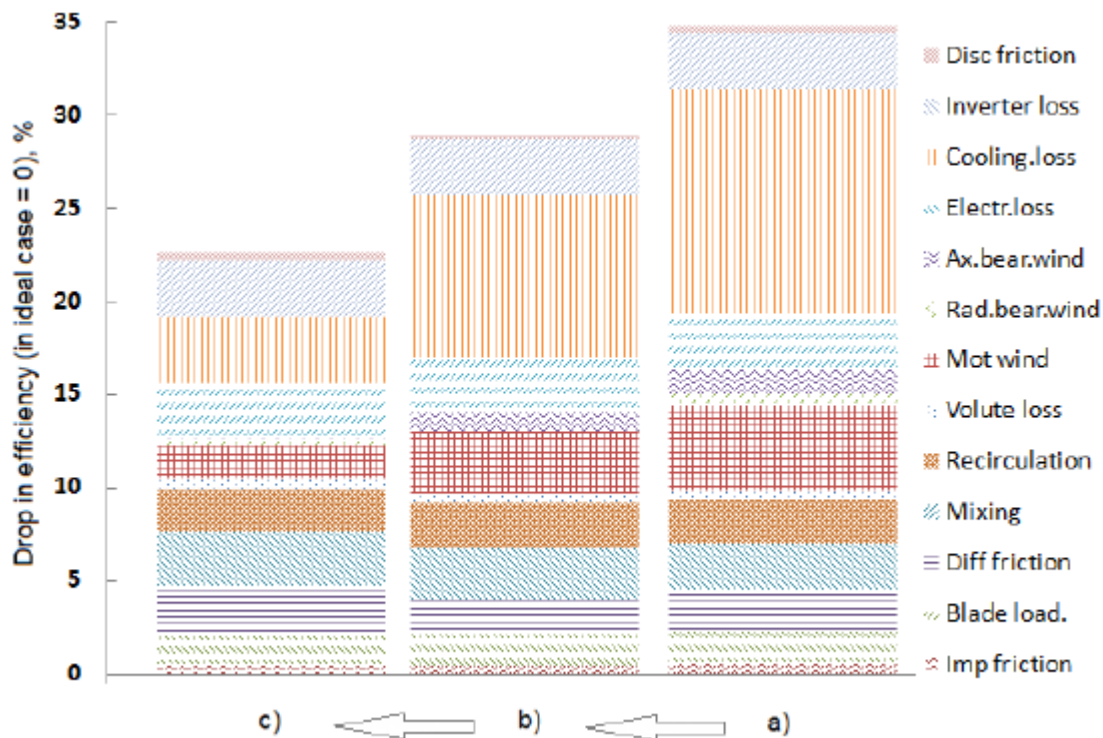 Drop in efficiency (in ideal case = 0), %
35
30
25
20
15
10
5
0
c)
b)
a)
Disc friction
Inverter loss
Cooling.loss
Electr.loss
Ax.bear.wind
Rad.bear.wind
Mot wind
Volute loss
Recirculation
Mixing
Diff friction
Blade load.
Imp friction